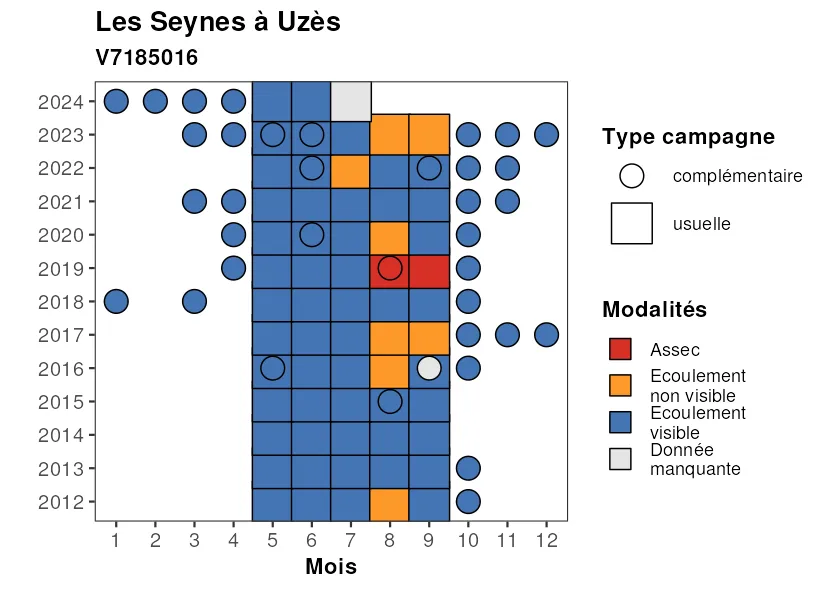 Les Seynes à Uzès
V7185016
2024
2023
2022
2021
2020
2019
2018
2017
2016
2015
2014
2013
2012
1 2 3 4 5 6 7 8 9 10 11 12
Mois
Type campagne
complémentaire
usuelle
Modalités
Assec
Ecoulement
non visible
Ecoulement
visible
Donnée
manquante